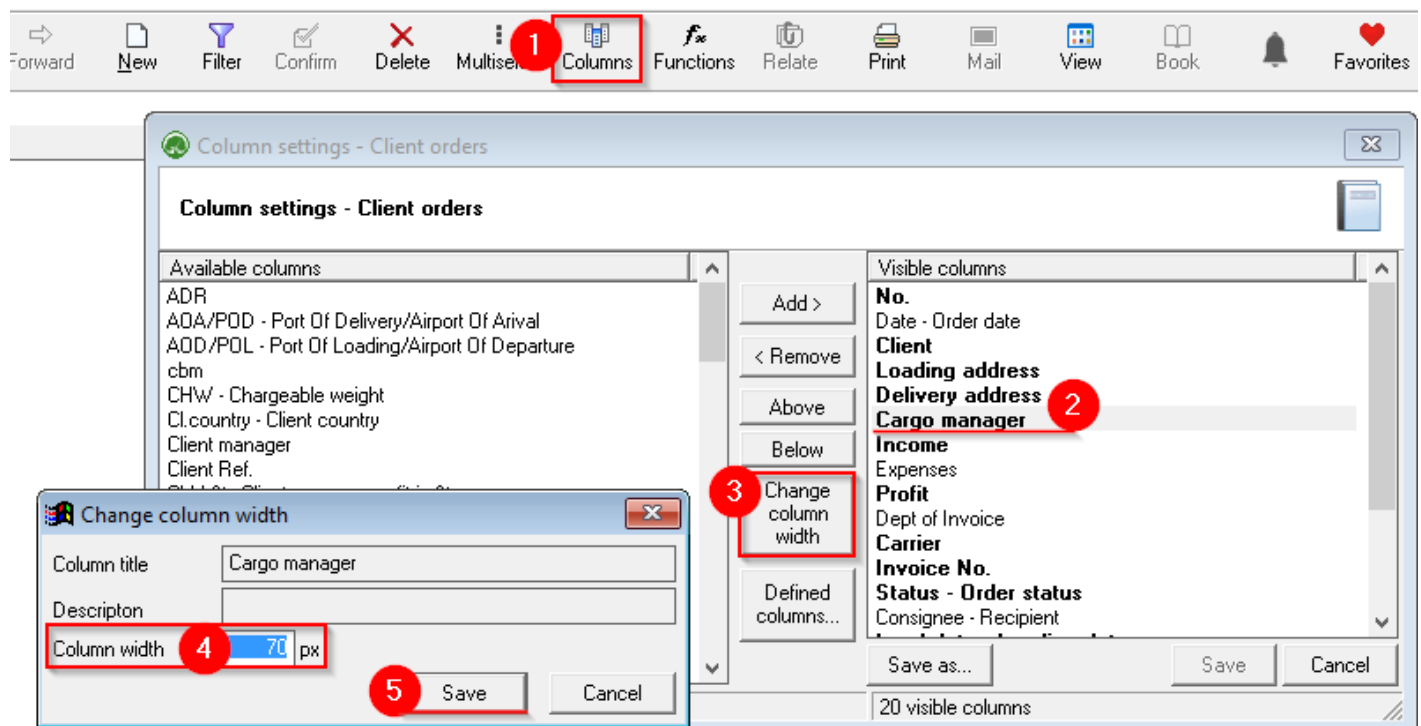 Forward New Filter Confirm Delete 1 Columns Functions Relate Print Mail View Book Favorites
Column settings - Client orders
Column settings - Client orders
Available columns
ADR
AOA/POD - Port Of Delivery/Airport Of Arival
AOD/POL - Port Of Loading/Airport Of Departure
cbm
CHW - Chargeable weight
Cl.country - Client country
Client manager
Client Ref.
Add >
< Remove
Above
Below
3
Change
column
width
Defined
columns...
Visible columns
No.
Date - Order date
Client
Loading address
Delivery address
2
Cargo manager
Income
Expenses
Profit
Dept of Invoice
Carrier
Invoice No.
Status - Order status
Consignee - Recipient
Save as... Save Cancel
20 visible columns
Change column width
Column title Cargo manager
Descripton
Column width 4 70 px
5 Save Cancel